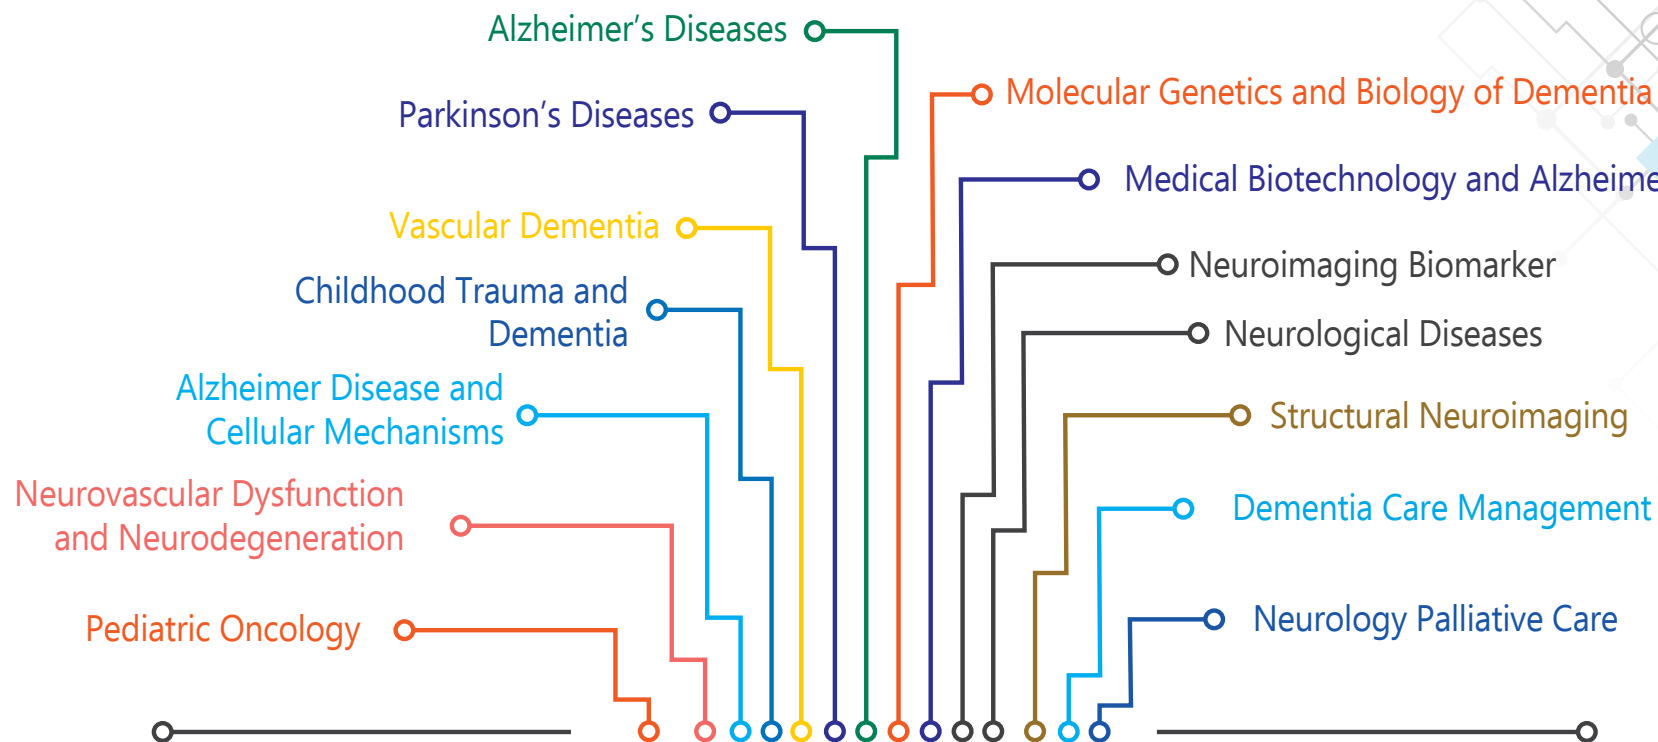 Alzheimer’s Diseases
Parkinson’s Diseases
Vascular Dementia
Childhood Trauma and
Dementia
Alzheimer Disease and
Cellular Mechanisms
Neurovascular Dysfunction
and Neurodegeneration
Pediatric Oncology
Molecular Genetics and Biology of Dementia
Medical Biotechnology and
Neuroimaging Biomarker
Neurological Diseases
Structural Neuroimaging
Dementia Care Management
Neurology Palliative Care